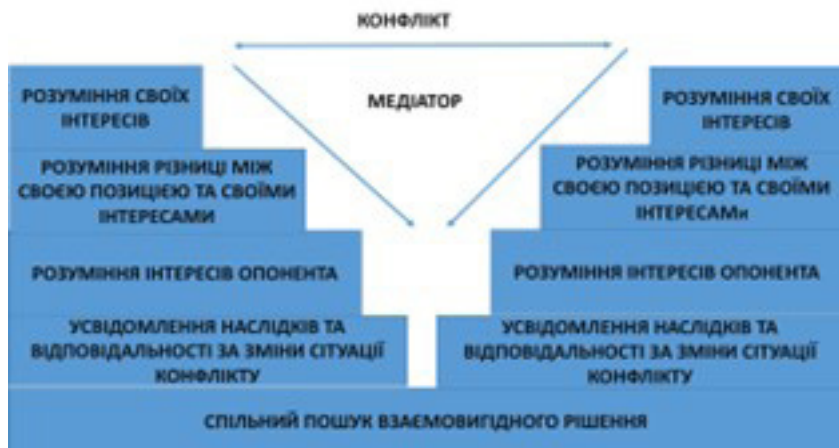 КОНФЛІКТ
МЕДІАТОР
РОЗУМІННЯ СВОЇХ
ІНТЕРЕСІВ
РОЗУМІННЯ РІЗНИЦІ МІЖ
СВОЄЮ ПОЗИЦІЄЮ ТА СВОЇМИ
ІНТЕРЕСАМИ
РОЗУМІННЯ ІНТЕРЕСІВ ОПОНЕНТА
УСВІДОМЛЕННЯ НАСЛІДКІВ ТА
ВІДПОВІДАЛЬНОСТІ ЗА ЗМІНИ СІТУАЦІЇ
КОНФЛІКТУ
РОЗУМІННЯ СВОЇХ
ІНТЕРЕСІВ
РОЗУМІННЯ РІЗНИЦІ МІЖ
СВОЄЮ ПОЗИЦІЄЮ ТА СВОЇМИ
ІНТЕРЕСАМи
РОЗУМІННЯ ІНТЕРЕСІВ ОПОНЕНТА
УСВІДОМЛЕННЯ НАСЛІДКІВ ТА
ВІДПОВІДАЛЬНОСТІ ЗА ЗМІНИ СІТУАЦІЇ
КОНФЛІКТУ
СПІЛЬНИЙ ПОШУК ВЗАЄМОВИГІДНОГО РІШЕННЯ